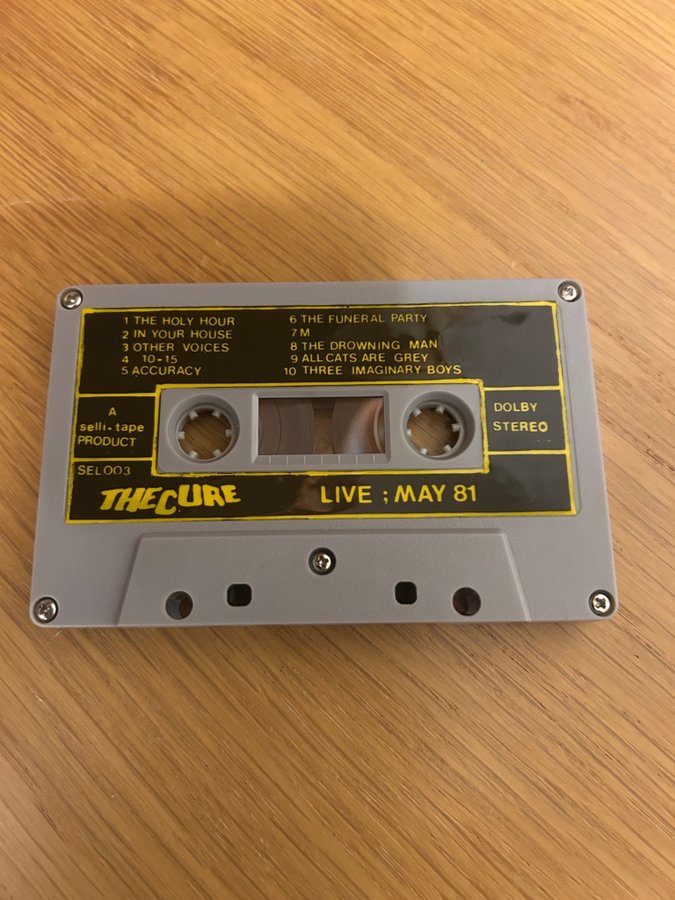 1 THE HOLY HOUR
2 IN YOUR HOUSE
3 OTHER VOICES
4 10-15
5 ACCURACY
6 THE FUNERAL PARTY
7 M
8 THE DROWNING MAN
9 ALL CATS ARE GREY
10 THREE IMAGINARY BOYS
A
selli-tape
PRODUCT
DOLBY
STEREO
SEL003
THE CURE
LIVE ; MAY 81